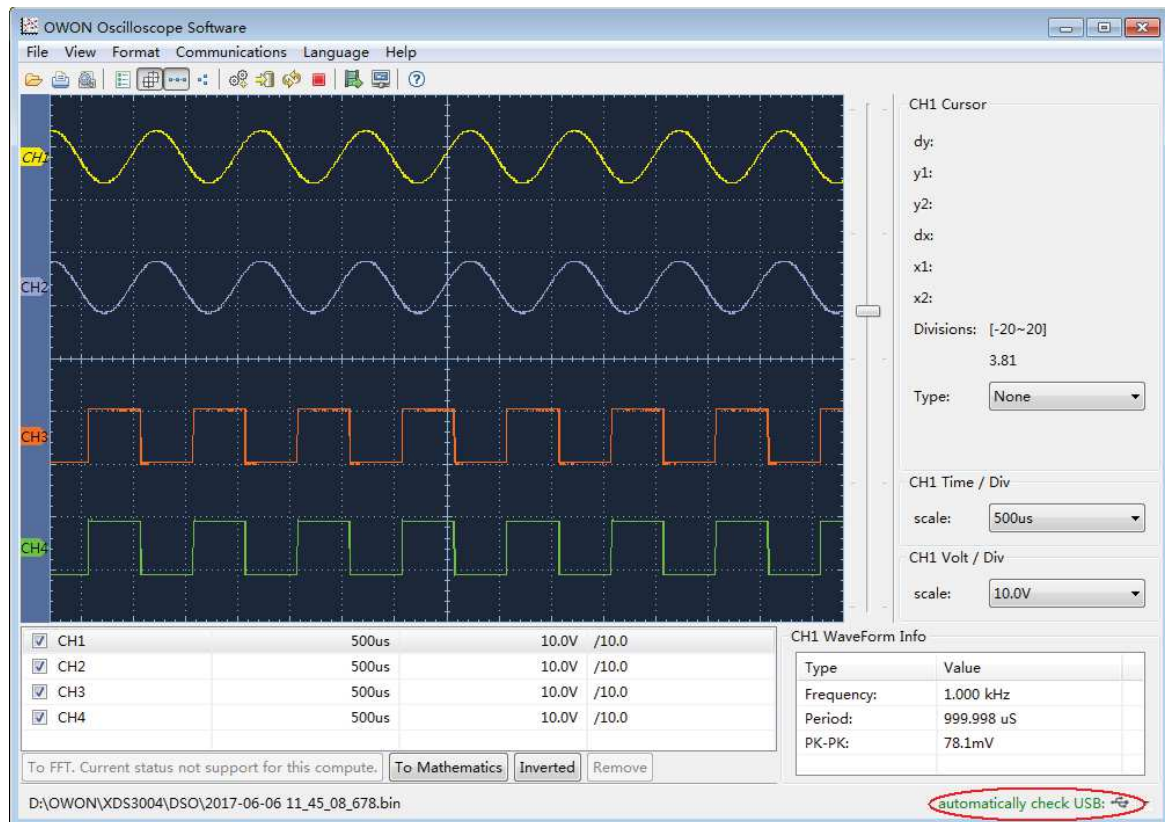 OWON Oscilloscope Software
File View Format Communications Language Help
CH1
CH2
CH3
CH4
CH1 Cursor
dy:
y1:
y2:
dx:
x1:
x2:
Divisions: [-20~20]
3.81
Type: None
CH1 Time / Div
scale: 500us
CH1 Volt / Div
scale: 10.0V
CH1 500us 10.0V /10.0
CH2 500us 10.0V /10.0
CH3 500us 10.0V /10.0
CH4 500us 10.0V /10.0
To FFT. Current status not support for this compute. To Mathematics Inverted Remove
CH1 WaveForm Info
Type Value
Frequency: 1.000 kHz
Period: 999.998 uS
PK-PK: 78.1mV
D:\OWON\XDS3004\DSO\2017-06-06 11_45_08_678.bin
automatically check USB: